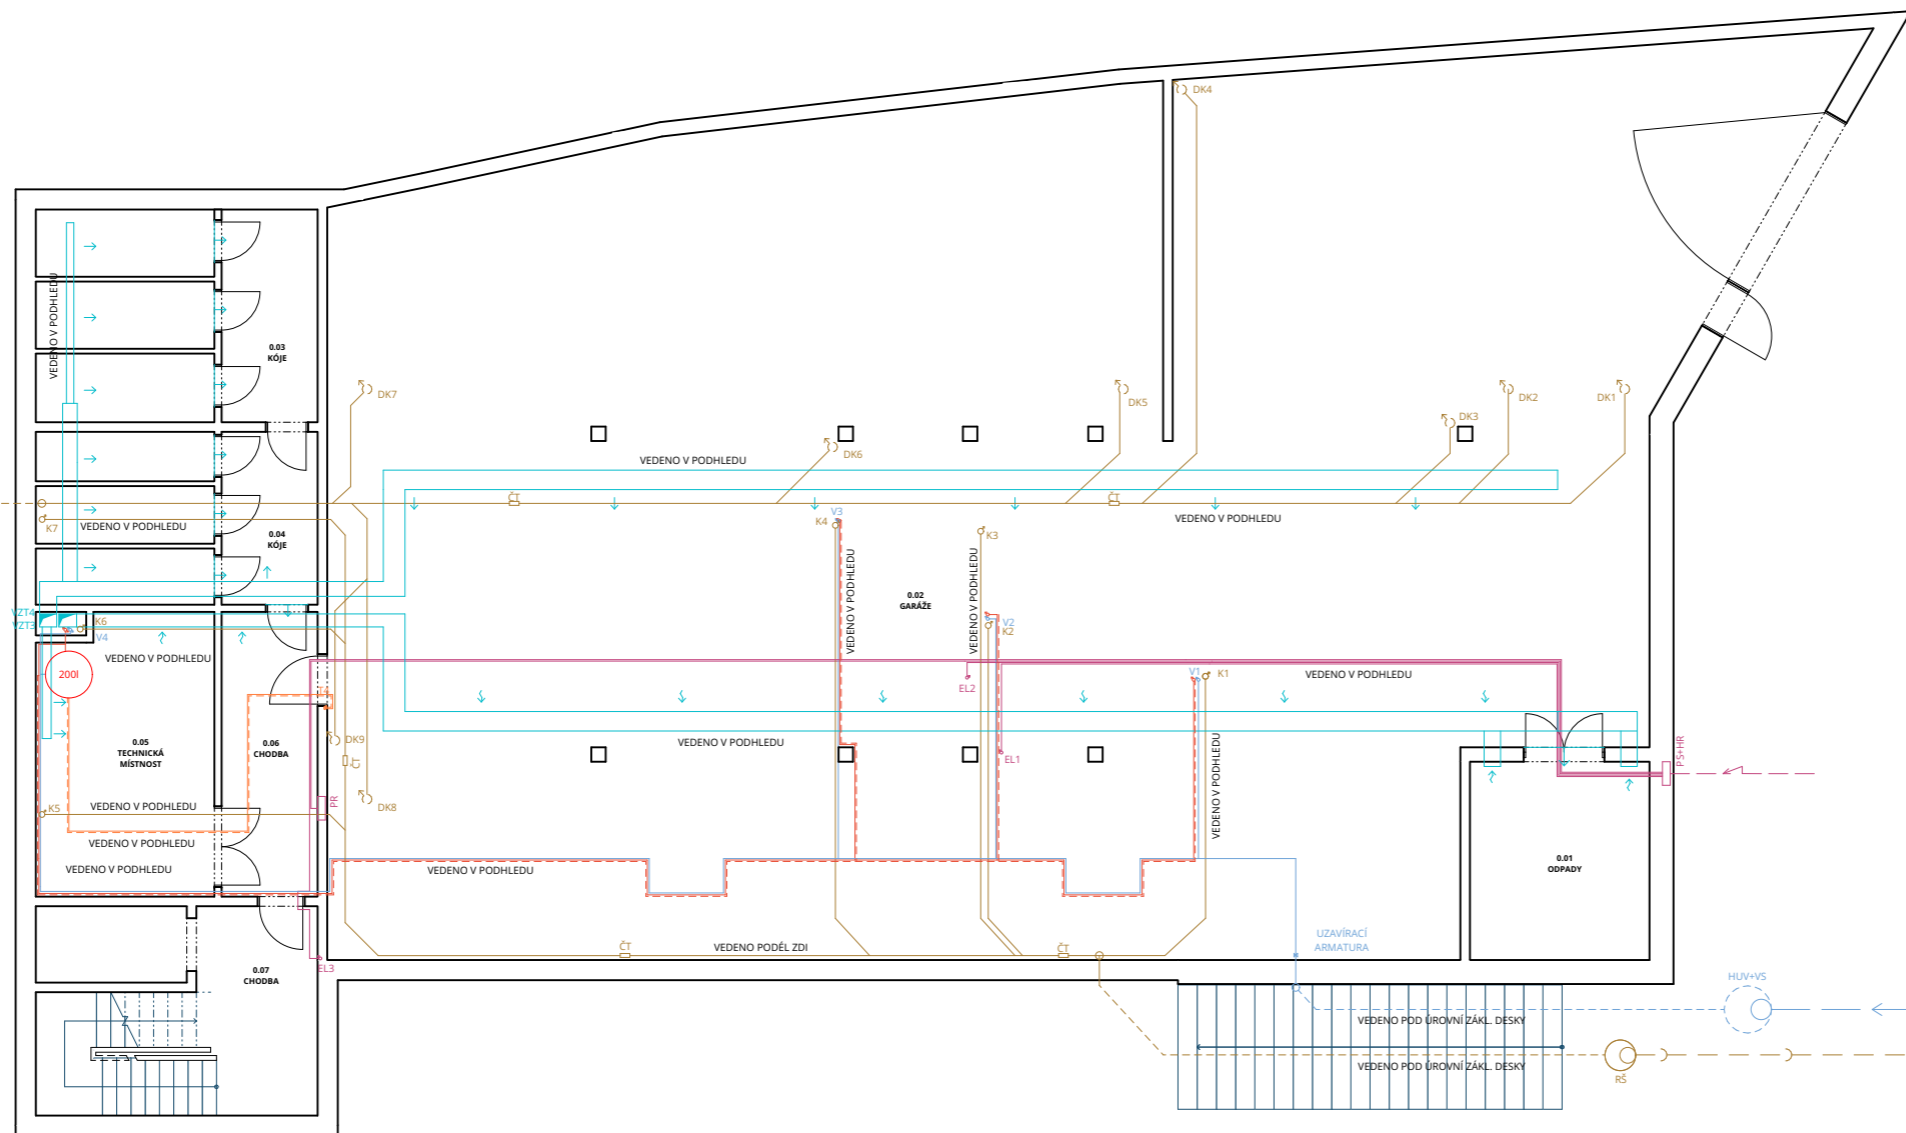 DK4
VEDENO V PODHLEDU
0.03
KÓJE
DK7
DK5
DK3
DK2
DK1
DK6
VEDENO V PODHLEDU
ČT
ČT
K7
VEDENO V PODHLEDU
VEDENO V PODHLEDU
V3
K4
K3
0.04
KÓJE
VEDENO V PODHLEDU
VEDENO V PODHLEDU
0.02
GARÁŽE
VZT4
VZT3
K6
V4
V2
K2
VEDENO V PODHLEDU
200l
VEDENO V PODHLEDU
V1
K1
EL2
0.05
TECHNICKÁ
MÍSTNOST
0.06
CHODBA
DK9
VEDENO V PODHLEDU
EL1
VEDENO V PODHLEDU
PS+HR
ČT
K5
VEDENO V PODHLEDU
PR
DK8
VEDENO V PODHLEDU
VEDENO V PODHLEDU
VEDENO V PODHLEDU
0.01
ODPADY
UZAVÍRACÍ
ARMATURA
ČT
VEDENO PODÉL ZDI
ČT
EL3
0.07
CHODBA
HUV+VS
VEDENO POD ÚROVNÍ ZÁKL. DESKY
VEDENO POD ÚROVNÍ ZÁKL. DESKY
RŠ